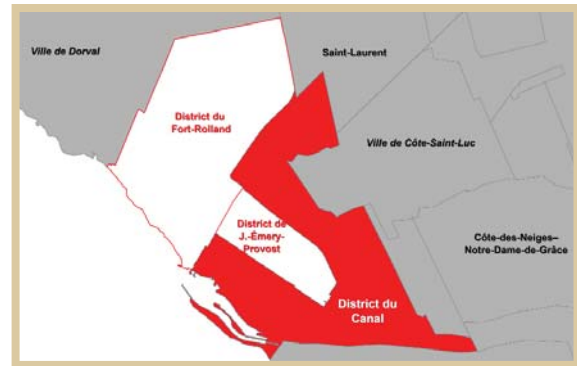 Ville de Dorval
Saint-Laurent
District du
Fort-Rolland
Ville de Côte-Saint-Luc
District de
J.-Émery-
Provost
Côte-des-Neiges–
Notre-Dame-de-Grâce
District du
Canal